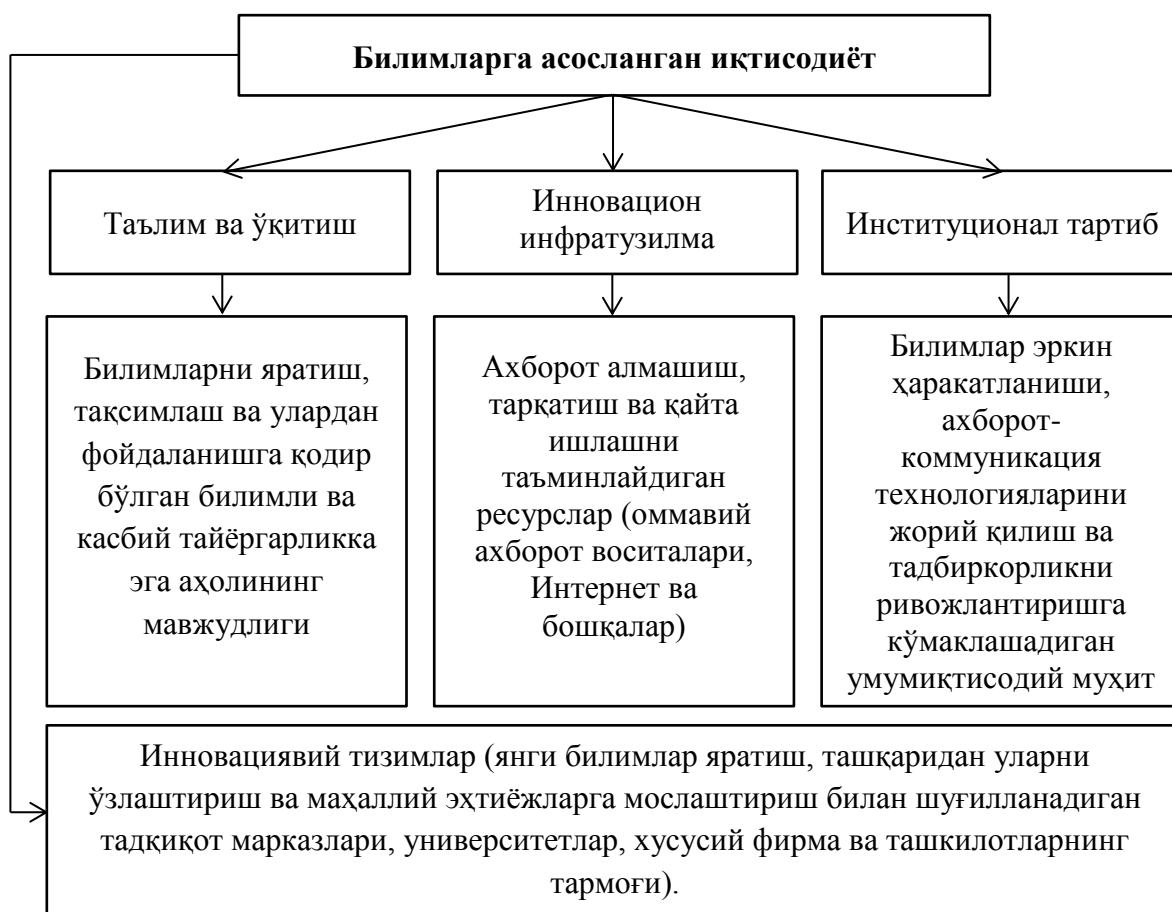 Билимларга асосланган иқтисодиёт
Таълим ва ўқитиш
Инновацион
инфратузилма
Институционал тартиб
Билимларни яратиш,
тақсимлаш ва улардан
фойдаланишга қодир
бўлган билимли ва
касбий тайёргарликка
эга аҳолининг
мавжудлиги
Ахборот алмашиш,
тарқатиш ва қайта
ишлашни
таъминлайдиган
ресурслар (оммавий
ахборот воситалари,
Интернет ва
бошқалар)
Билимлар эркин
ҳаракатланиши,
ахборот-
коммуникация
технологияларини
жорий қилиш ва
тадбиркорликни
ривожлантиришга
кўмаклашадиган
умумиқтисодий муҳит
Инновациявий тизимлар (янги билимлар яратиш, ташқаридан уларни
ўзлаштириш ва маҳаллий эҳтиёжларга мослаштириш билан шуғилланадиган
тадқиқот марказлари, университетлар, хусусий фирма ва ташкилотларнинг
тармоғи).